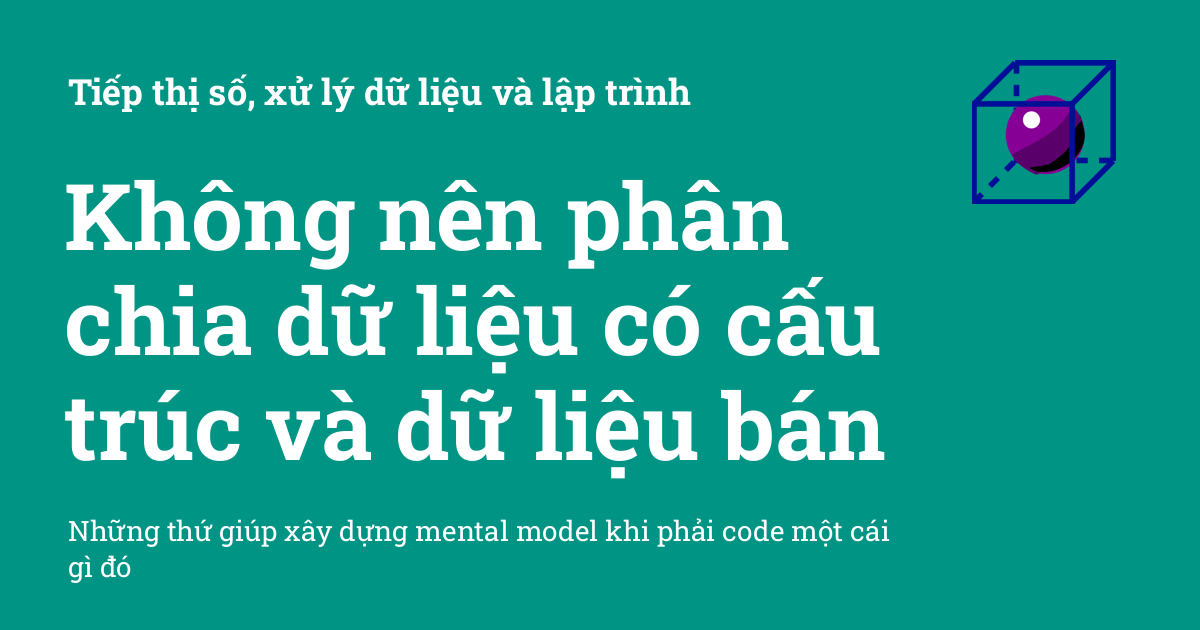 Tiếp thị số, xử lý dữ liệu và lập trình
Không nên phân
chia dữ liệu có cấu
trúc và dữ liệu bán
Những thứ giúp xây dựng mental model khi phải code một cái
gì đó